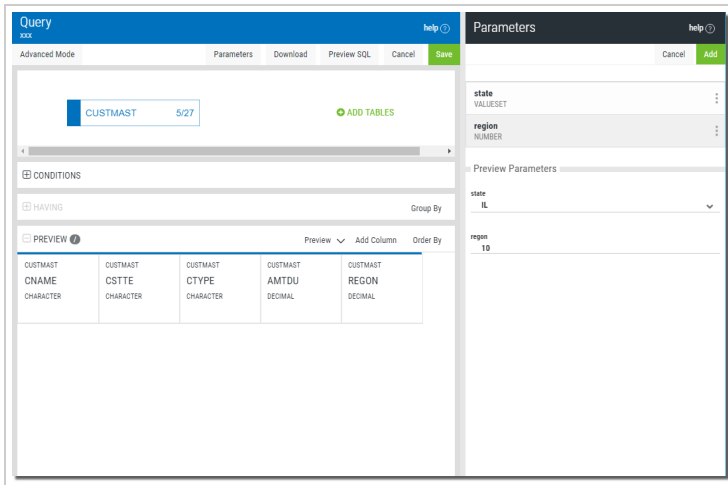 Query
xxx
help ?
Advanced Mode
Parameters
Download
Preview SQL
Cancel
Save
CUSTMAST 5/27
ADD TABLES
CONDITIONS
HAVING
Group By
PREVIEW i
Preview
Add Column
Order By
CUSTMAST
CNAME
CHARACTER
CUSTMAST
CSTTE
CHARACTER
CUSTMAST
CTYPE
CHARACTER
CUSTMAST
AMTDU
DECIMAL
CUSTMAST
REGON
DECIMAL
Parameters
help ?
Cancel
Add
state
VALUESET
region
NUMBER
Preview Parameters
state
IL
regon
10